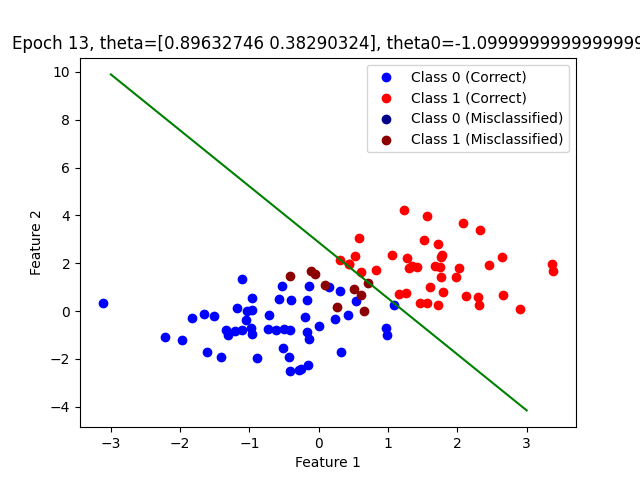 Epoch 13, theta=[0.89632746 0.38290324], theta0=-1.0999999999999999
Class 0 (Correct)
Class 1 (Correct)
Class 0 (Misclassified)
Class 1 (Misclassified)
10
8
6
4
2
0
−2
−4
Feature 2
−3
−2
−1
0
1
2
3
Feature 1